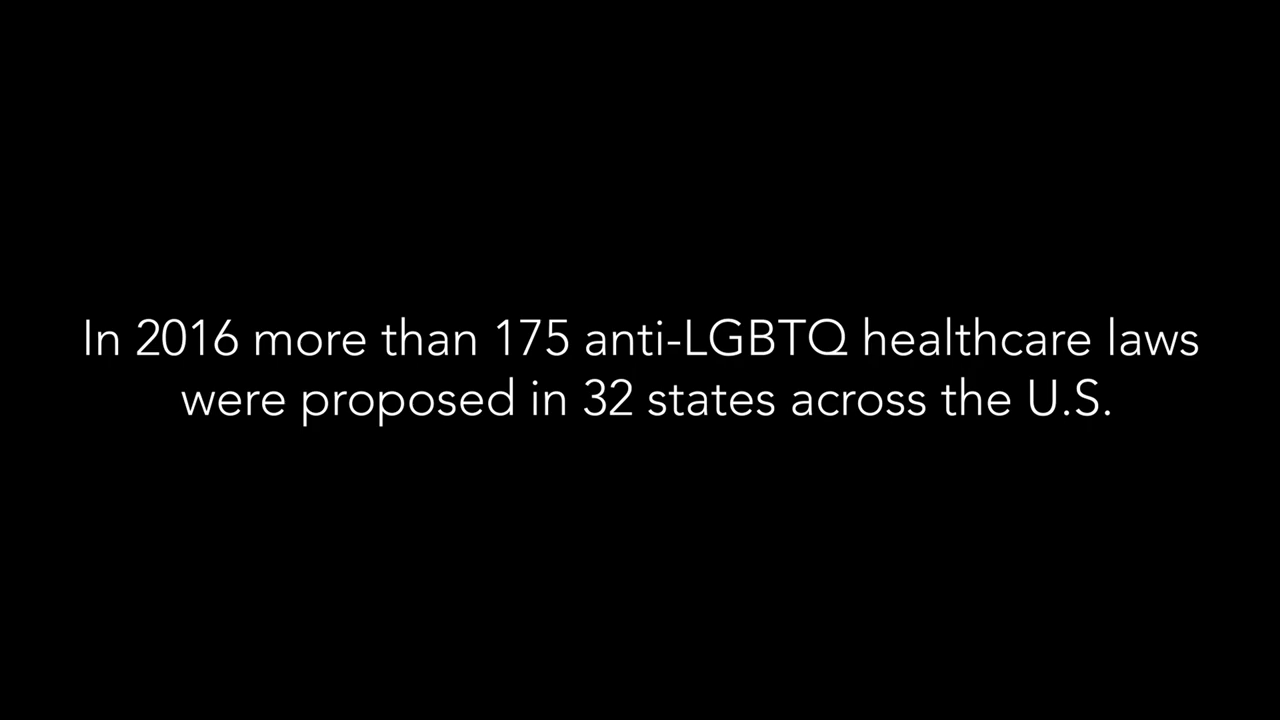 In 2016 more than 175 anti-LGBTQ healthcare laws
were proposed in 32 states across the U.S.